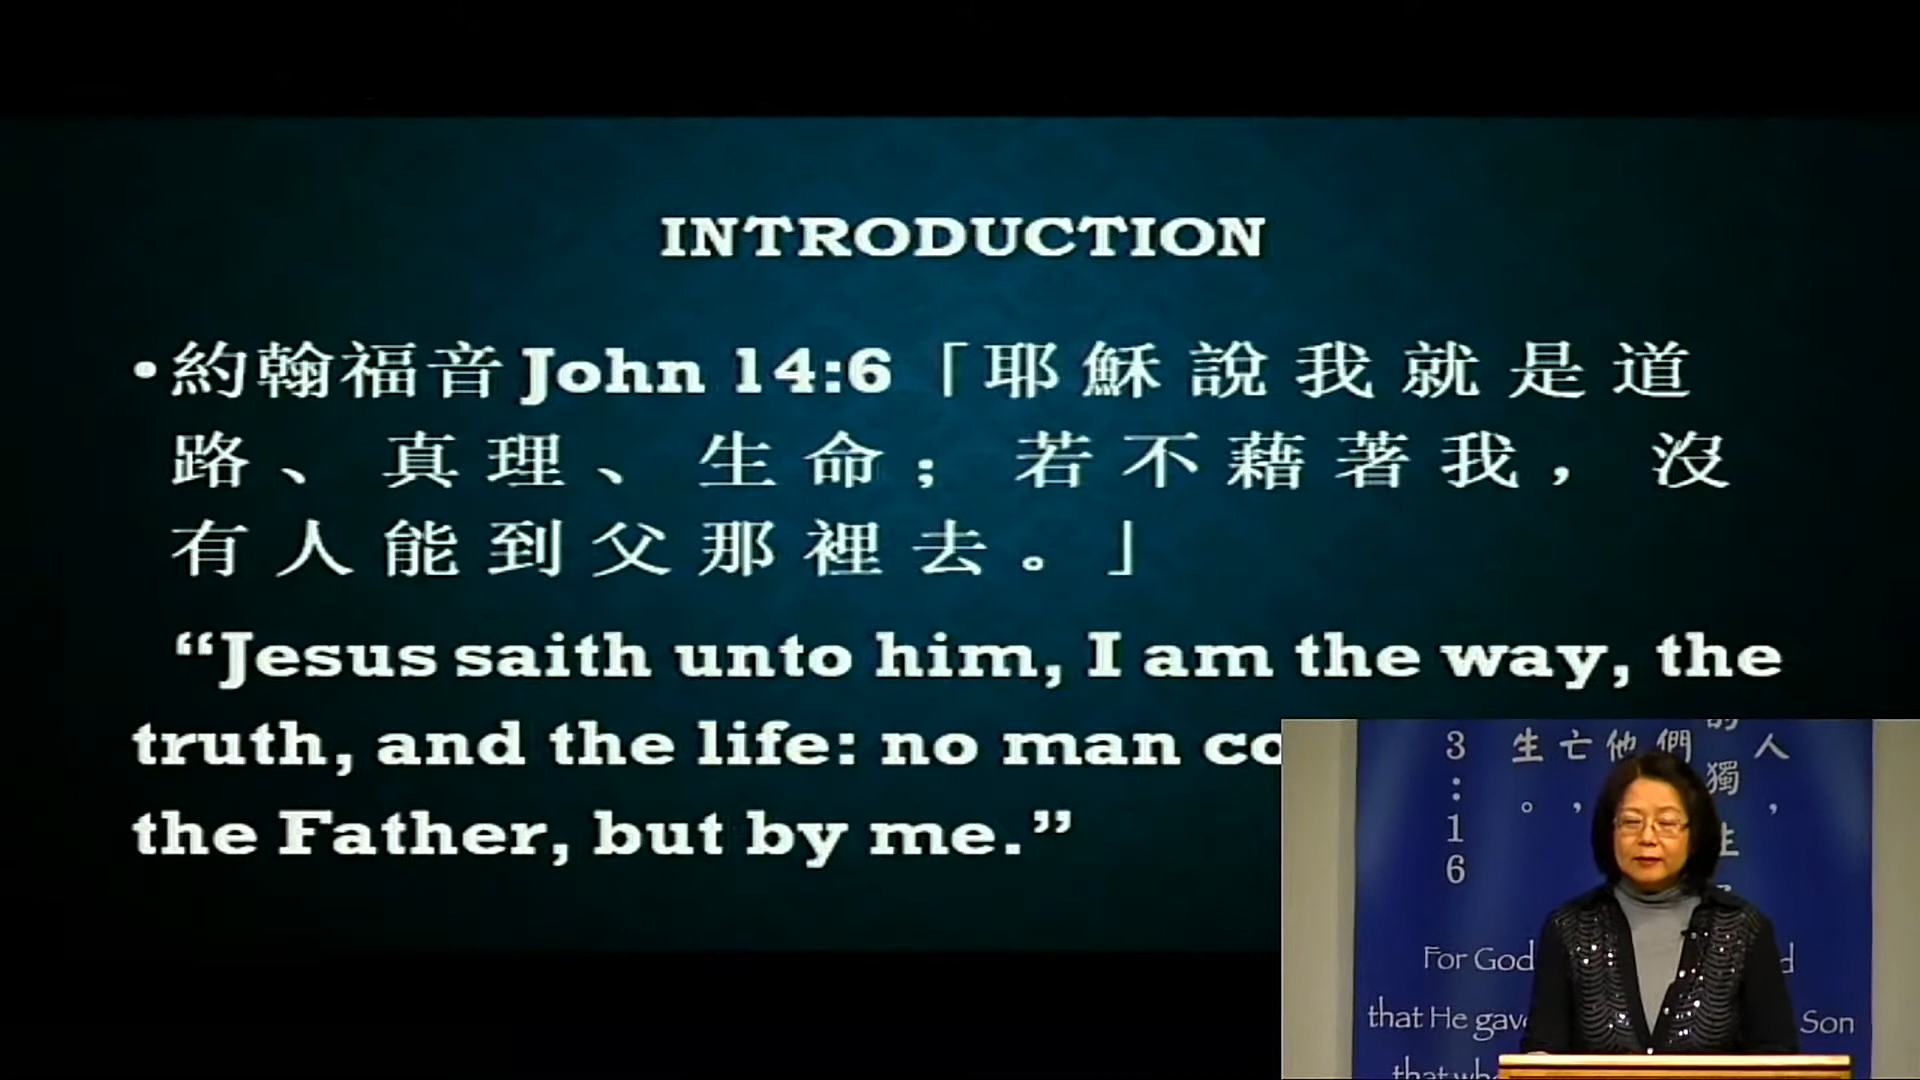 INTRODUCTION
•約翰福音 John 14:6「耶穌說我就是道
路、真理、生命；若不藉著我，沒
有人能到父那裡去。」
“Jesus saith unto him, I am the way, the
truth, and the life: no man co
the Father, but by me.”
人，
獨
們
他
亡，
生。
3:16
For God
that He gave Son